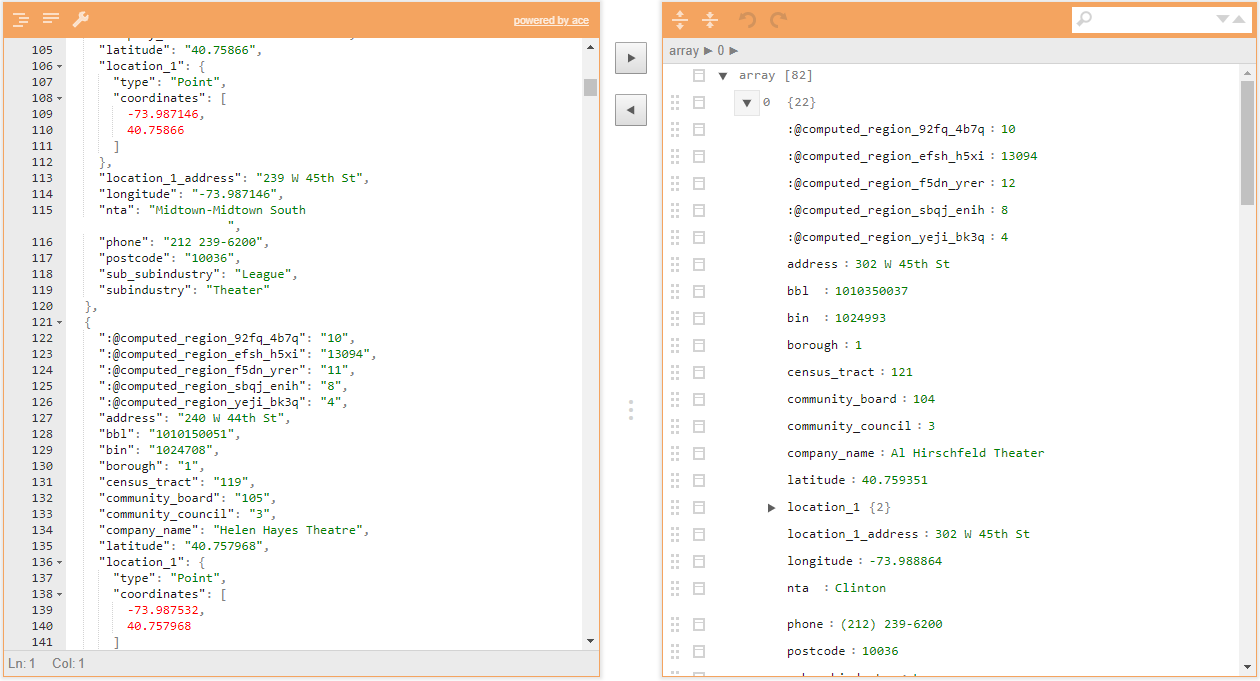 powered by ace
105 "latitude": "40.75866",
106 "location_1": {
107 "type": "Point",
108 "coordinates": [
109 -73.987146,
110 40.75866
111 ]
112 },
113 "location_1_address": "239 W 45th St",
114 "longitude": "-73.987146",
115 "nta": "Midtown-Midtown South
",
116 "phone": "212 239-6200",
117 "postcode": "10036",
118 "sub_subindustry": "League",
119 "subindustry": "Theater"
120 },
121 {
122 ":@computed_region_92fq_4b7q": "10",
123 ":@computed_region_efsh_h5xi": "13094",
124 ":@computed_region_f5dn_yrer": "11",
125 ":@computed_region_sbqj_enih": "8",
126 ":@computed_region_yeji_bk3q": "4",
127 "address": "240 W 44th St",
128 "bbl": "1010150051",
129 "bin": "1024708",
130 "borough": "1",
131 "census_tract": "119",
132 "community_board": "105",
133 "community_council": "3",
134 "company_name": "Helen Hayes Theatre",
135 "latitude": "40.757968",
136 "location_1": {
137 "type": "Point",
138 "coordinates": [
139 -73.987532,
140 40.757968
141 ]
Ln: 1 Col: 1
array ► 0 ►
array [82]
0 {22}
:@computed_region_92fq_4b7q : 10
:@computed_region_efsh_h5xi : 13094
:@computed_region_f5dn_yrer : 12
:@computed_region_sbqj_enih : 8
:@computed_region_yeji_bk3q : 4
address : 302 W 45th St
bbl : 1010350037
bin : 1024993
borough : 1
census_tract : 121
community_board : 104
community_council : 3
company_name : Al Hirschfeld Theater
latitude : 40.759351
location_1 {2}
location_1_address : 302 W 45th St
longitude : -73.988864
nta : Clinton
phone : (212) 239-6200
postcode : 10036